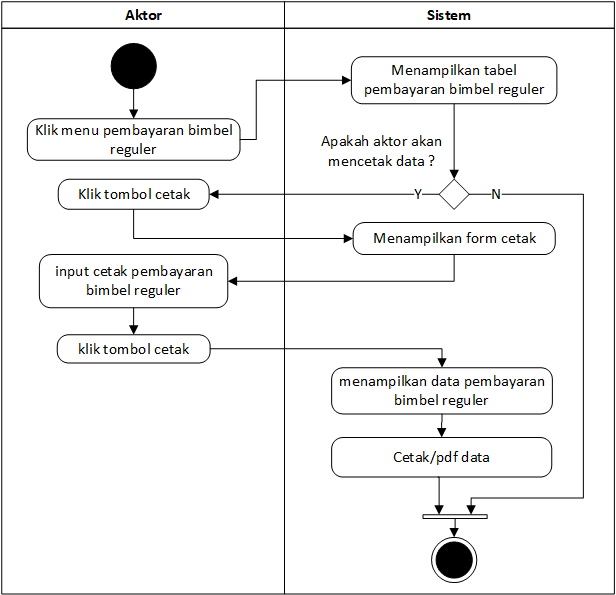 Aktor
Sistem
Menampilkan tabel
pembayaran bimbel reguler
Klik menu pembayaran bimbel
reguler
Apakah aktor akan
mencetak data ?
Klik tombol cetak
Y
N
Menampilkan form cetak
input cetak pembayaran
bimbel reguler
klik tombol cetak
menampilkan data pembayaran
bimbel reguler
Cetak/pdf data